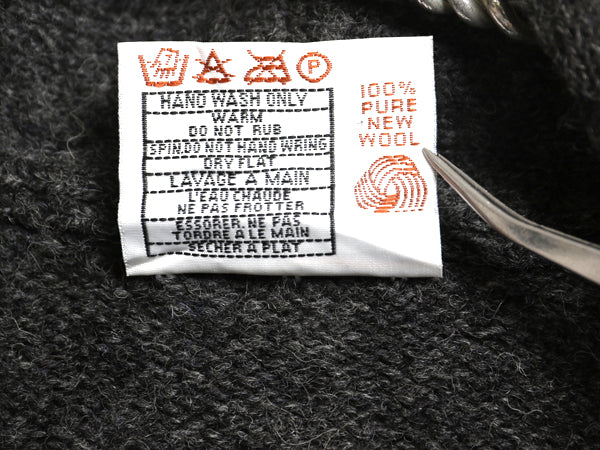 P
HAND WASH ONLY
WARM
DO NOT RUB
SPIN.DO NOT HAND WRING
DRY FLAT
LAVAGE A MAIN
L'EAU CHAUDE
NE PAS FROTTER
ESSORER. NE PAS
TORDRE A LE MAIN
SECHER A PLAT
100%
PURE
NEW
WOOL